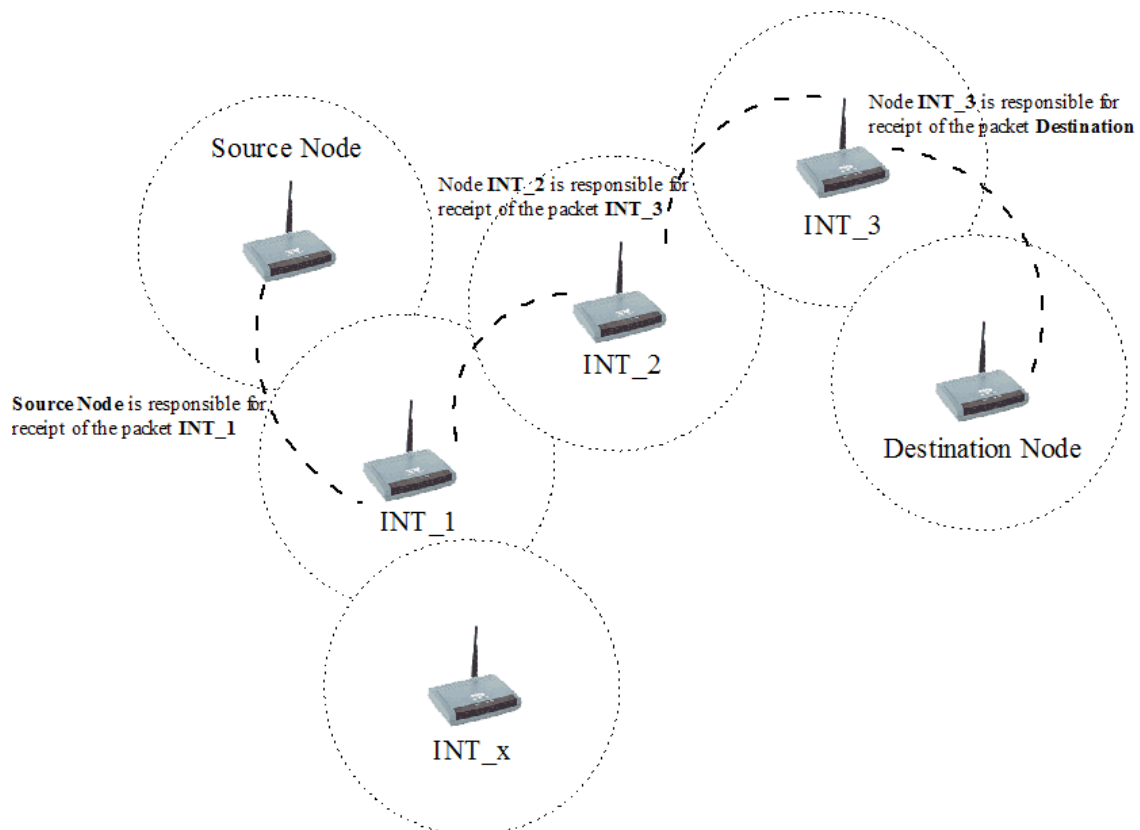 Source Node
Node INT_3 is responsible for
receipt of the packet Destination
Node INT_2 is responsible for
receipt of the packet INT_3
INT_3
INT_2
Source Node is responsible for
receipt of the packet INT_1
Destination Node
INT_1
INT_x